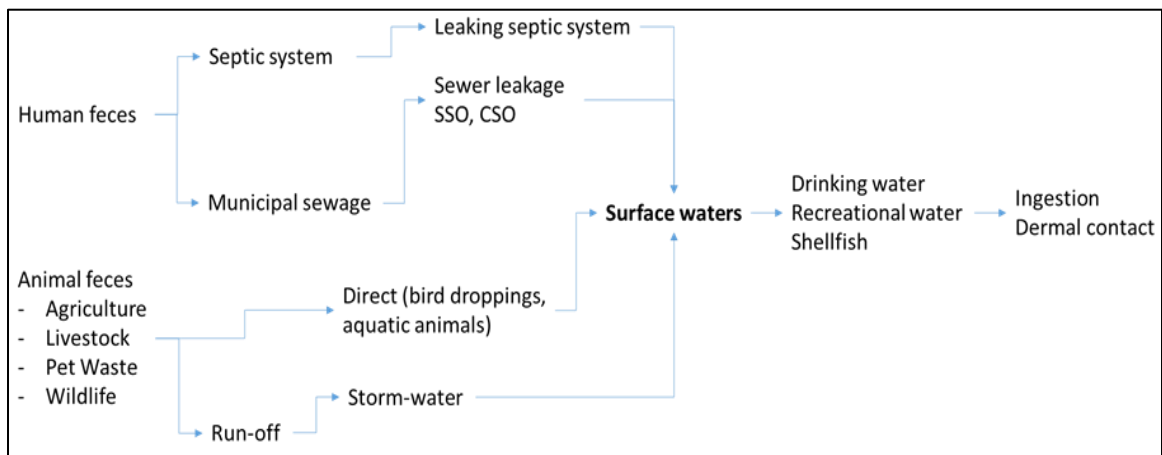 Human feces
Septic system
Leaking septic system
Municipal sewage
Sewer leakage
SSO, CSO
Animal feces
- Agriculture
- Livestock
- Pet Waste
- Wildlife
Direct (bird droppings,
aquatic animals)
Run-off
Storm-water
Surface waters
Drinking water
Recreational water
Shellfish
Ingestion
Dermal contact